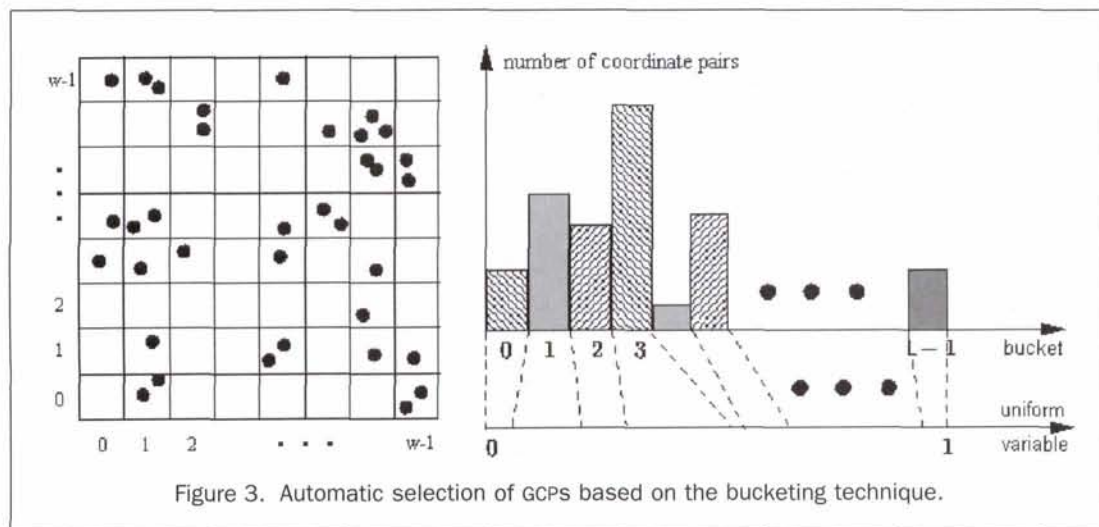 w-1
2
1
0
0 1 2 . . . w-1
number of coordinate pairs
0 1 2 3 L-1 bucket
uniform
0 1 variable
Figure 3. Automatic selection of GCPs based on the bucketing technique.